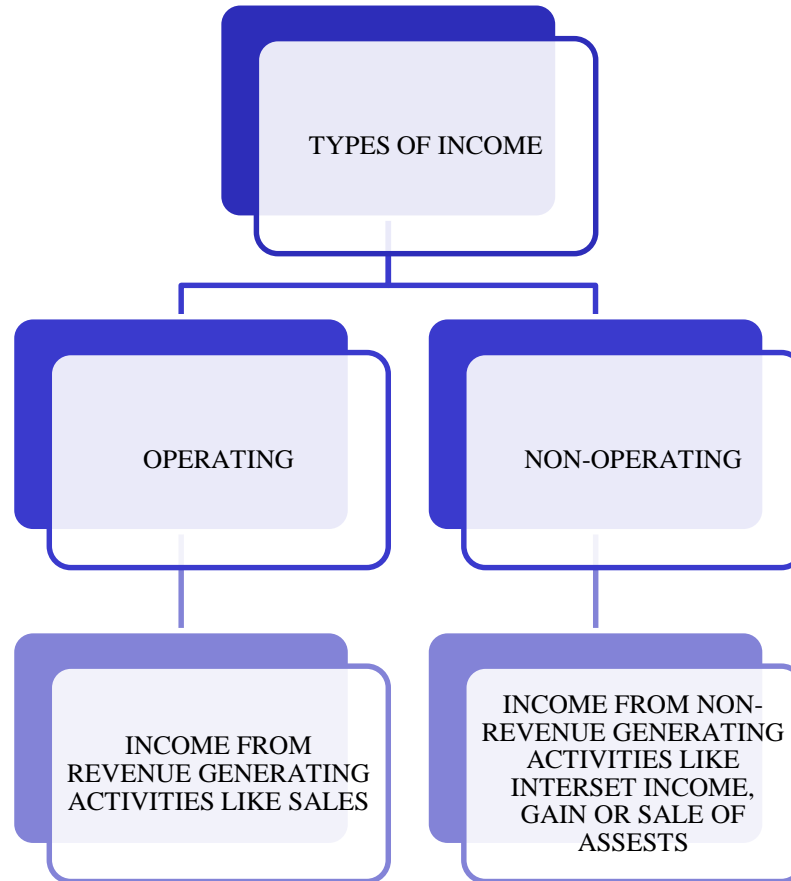 TYPES OF INCOME
OPERATING
NON-OPERATING
INCOME FROM
REVENUE GENERATING
ACTIVITIES LIKE SALES
INCOME FROM NON-
REVENUE GENERATING
ACTIVITIES LIKE
INTERSET INCOME,
GAIN OR SALE OF
ASSESTS